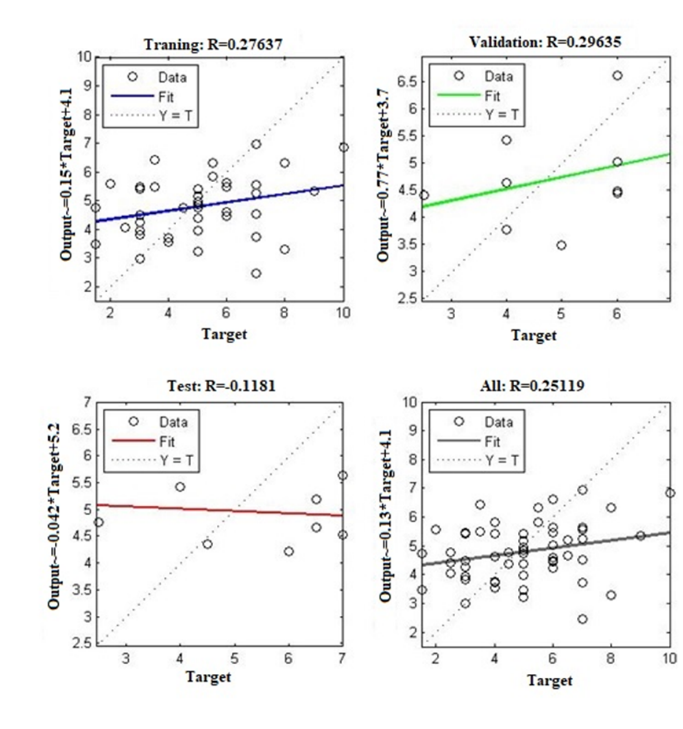 Traning: R=0.27637
Output~=0.15*Target+4.1
10
9
8
7
6
5
4
3
2
Data
Fit
Y = T
2 4 6 8 10
Target
Validation: R=0.29635
Output~=0.77*Target+3.7
6.5
6
5.5
5
4.5
4
3.5
3
2.5
Data
Fit
Y = T
3 4 5 6
Target
Test: R=-0.1181
Output~=-0.042*Target+5.2
7
6.5
6
5.5
5
4.5
4
3.5
3
2.5
Data
Fit
Y = T
3 4 5 6 7
Target
All: R=0.25119
Output~=0.13*Target+4.1
10
9
8
7
6
5
4
3
2
Data
Fit
Y = T
2 4 6 8 10
Target